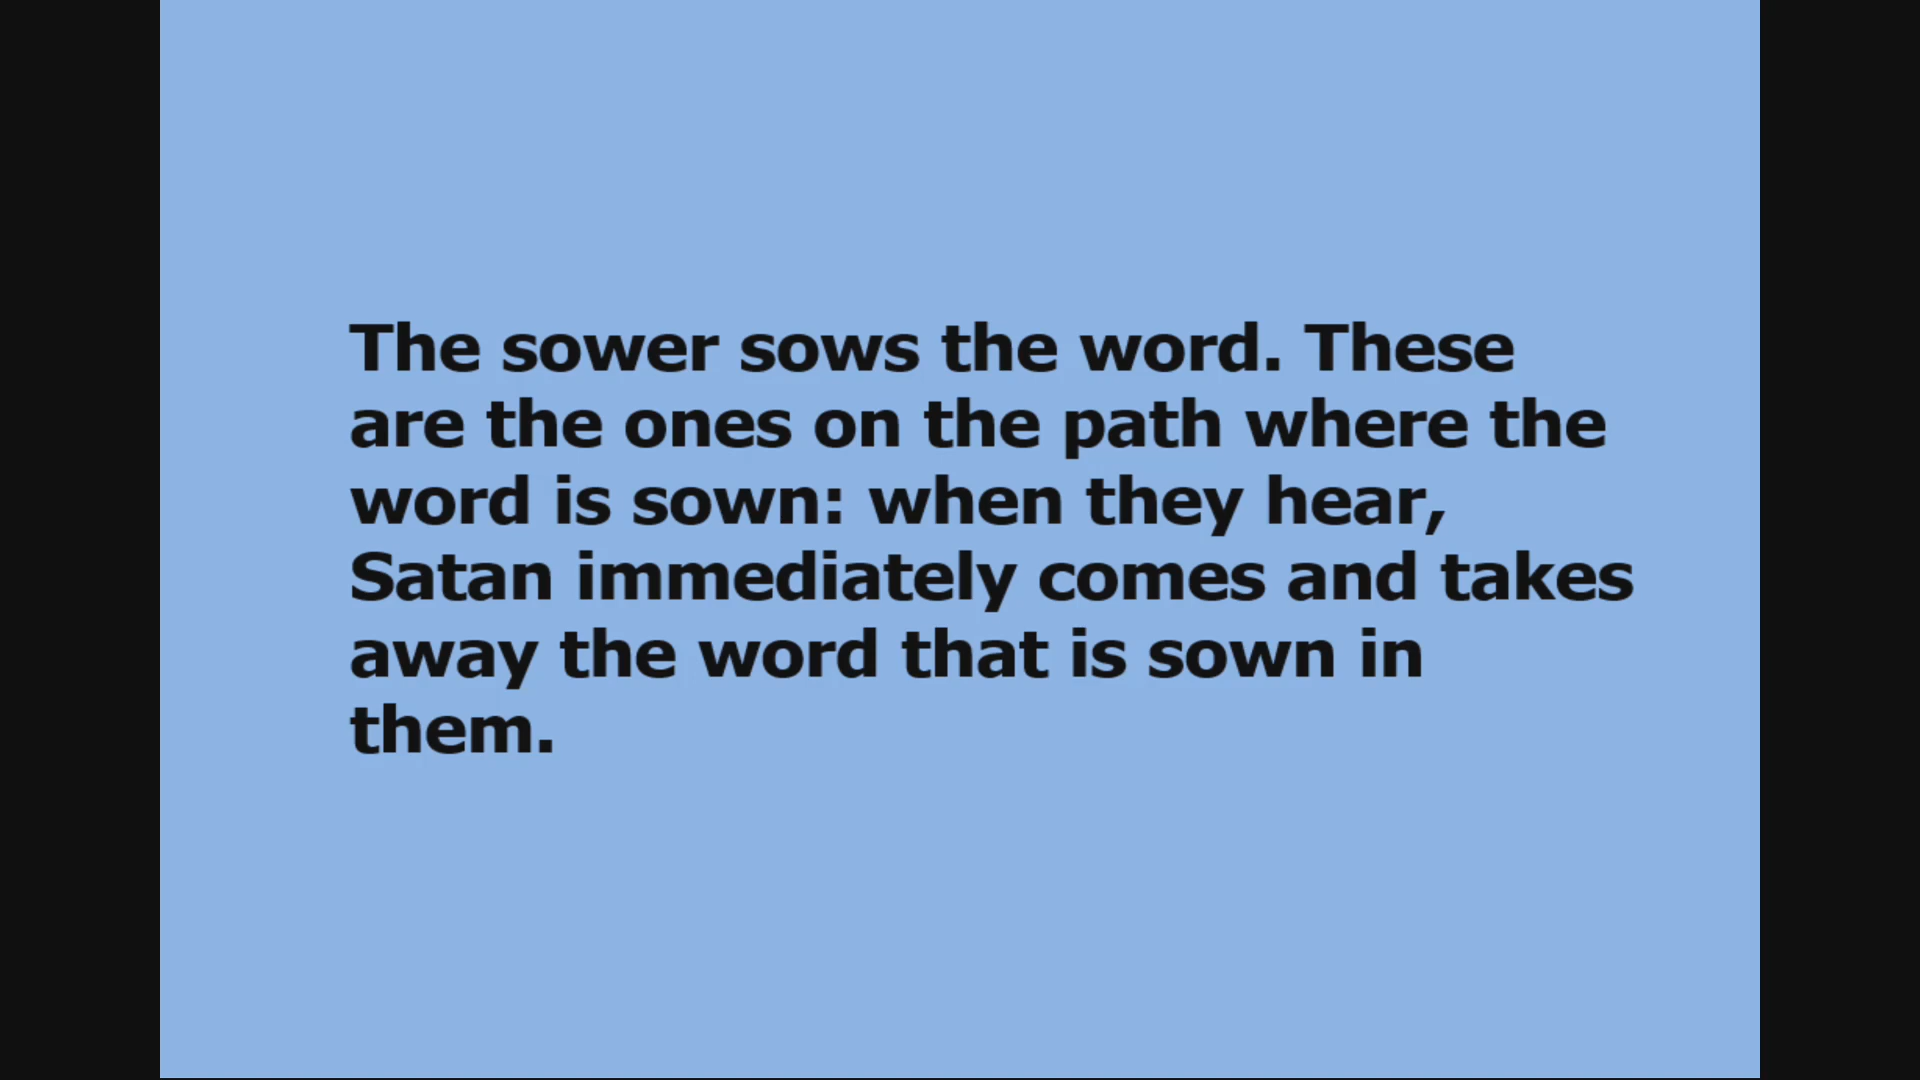 The sower sows the word. These
are the ones on the path where the
word is sown: when they hear,
Satan immediately comes and takes
away the word that is sown in
them.